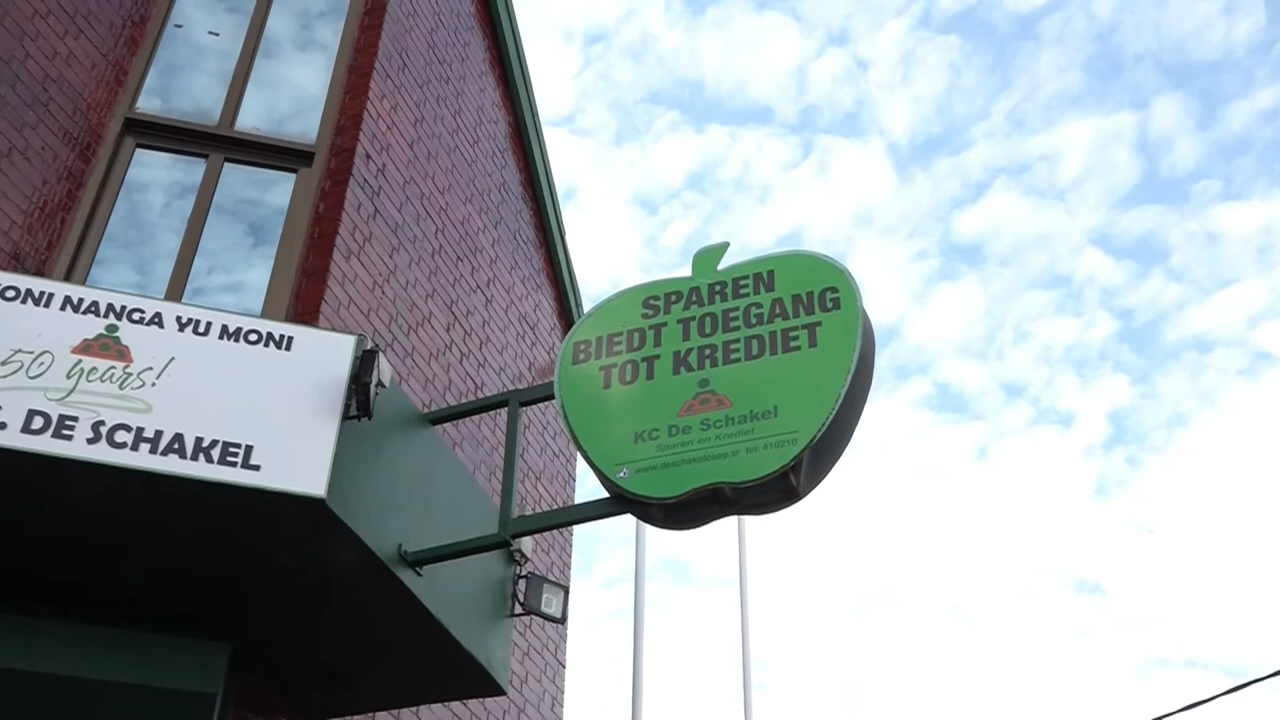 ONI NANGA YU MONI
50 years!
. DE SCHAKEL
SPAREN
BIEDT TOEGANG
TOT KREDIET
KC De Schakel
Sparen en Krediet
www.deschakelcoop.sr tel: 410210